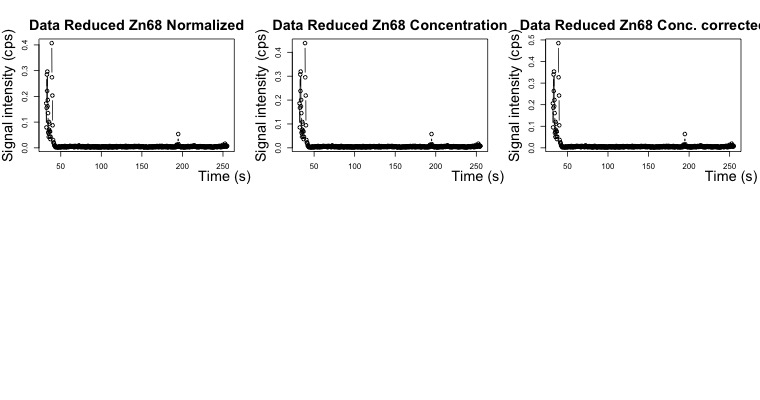 Data Reduced Zn68 Normalized
Signal intensity (cps)
0.0 0.1 0.2 0.3 0.4
50 100 150 200 250
Time (s)
Data Reduced Zn68 Concentration
Signal intensity (cps)
0.0 0.1 0.2 0.3 0.4
50 100 150 200 250
Time (s)
Data Reduced Zn68 Conc. corrected
Signal intensity (cps)
0.0 0.1 0.2 0.3 0.4 0.5
50 100 150 200 250
Time (s)